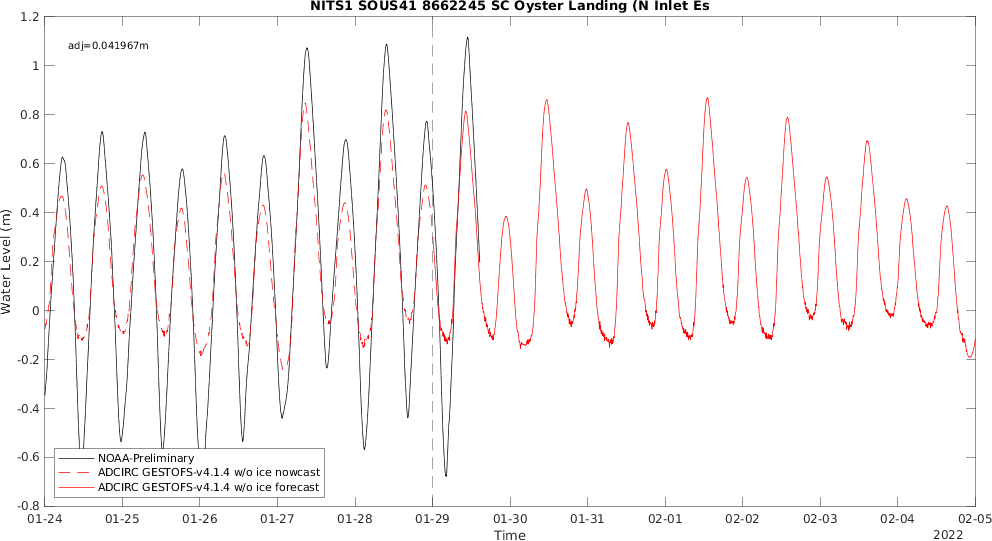 NITS1 SOUS41 8662245 SC Oyster Landing (N Inlet Es
adj=0.041967m
1.2
1
0.8
0.6
0.4
0.2
0
-0.2
-0.4
-0.6
-0.8
Water Level (m)
NOAA-Preliminary
ADCIRC GESTOFS-v4.1.4 w/o ice nowcast
ADCIRC GESTOFS-v4.1.4 w/o ice forecast
01-24 01-25 01-26 01-27 01-28 01-29 01-30 01-31 02-01 02-02 02-03 02-04 02-05
Time
2022